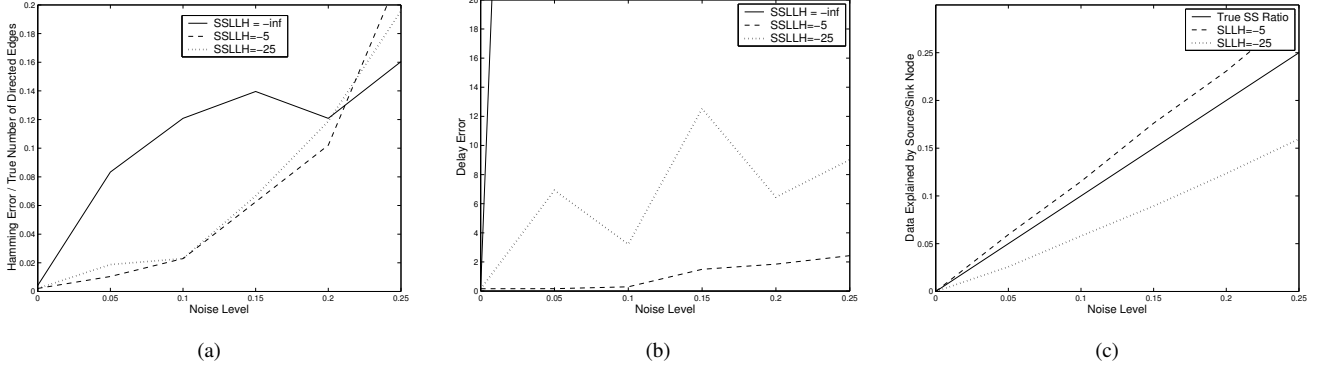 Hamming Error / True Number of Directed Edges
0.2
0.18
0.16
0.14
0.12
0.1
0.08
0.06
0.04
0.02
0
SSLLH = −inf
SSLLH=−5
SSLLH=−25
0 0.05 0.1 0.15 0.2 0.25
Noise Level
(a)
Delay Error
20
18
16
14
12
10
8
6
4
2
0
SSLLH = −inf
SSLLH=−5
SSLLH=−25
0 0.05 0.1 0.15 0.2 0.25
Noise Level
(b)
Data Explained by Source/Sink Node
0.25
0.2
0.15
0.1
0.05
0
True SS Ratio
SLLH=−5
SLLH=−25
0 0.05 0.1 0.15 0.2 0.25
Noise Level
(c)